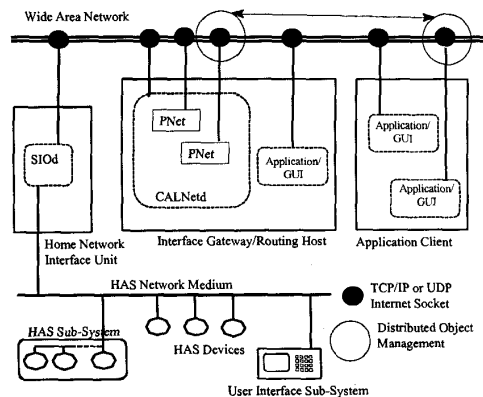 Wide Area Network
PNet
SIOd
PNet
Application/
GUI
Application/
GUI
Application/
GUI
CALNetd
Home Network
Interface Unit
Interface Gateway/Routing Host
Application Client
HAS Network Medium
TCP/IP or UDP
Internet Socket
HAS Sub-System
HAS Devices
Distributed Object
Management
User Interface Sub-System